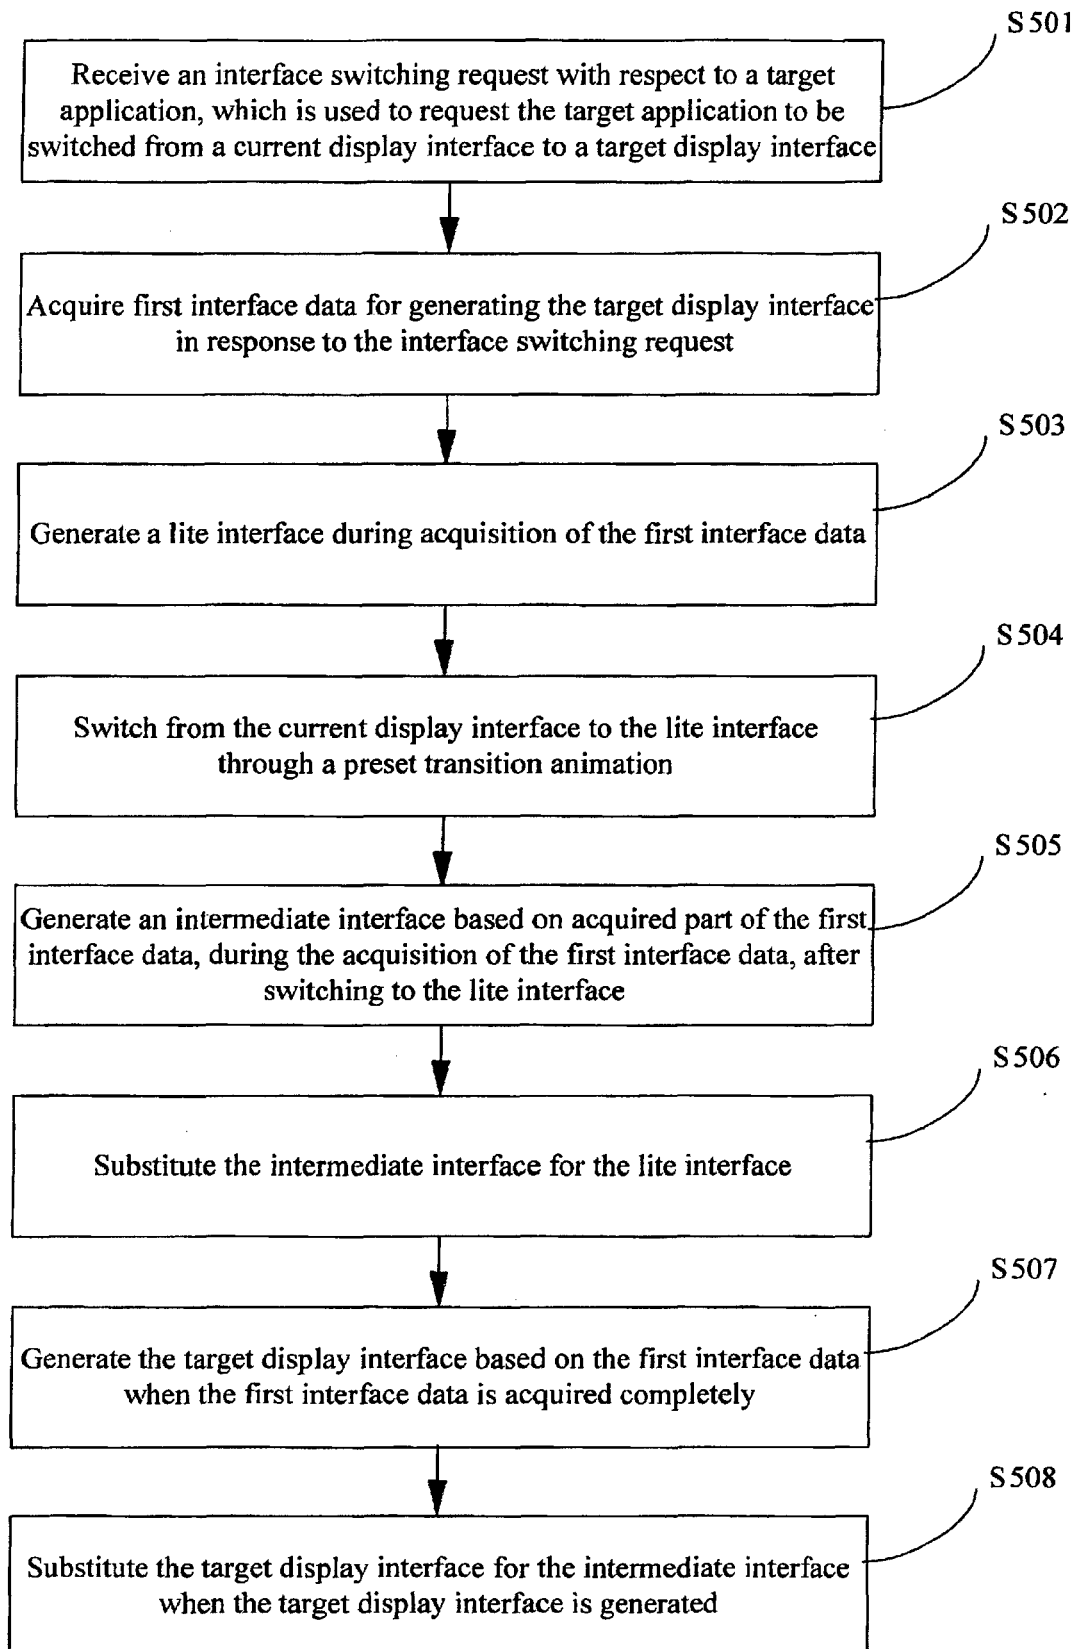 S501
Receive an interface switching request with respect to a target
application, which is used to request the target application to be
switched from a current display interface to a target display interface
S502
Acquire first interface data for generating the target display interface
in response to the interface switching request
S503
Generate a lite interface during acquisition of the first interface data
S504
Switch from the current display interface to the lite interface
through a preset transition animation
S505
Generate an intermediate interface based on acquired part of the first
interface data, during the acquisition of the first interface data, after
switching to the lite interface
S506
Substitute the intermediate interface for the lite interface
S507
Generate the target display interface based on the first interface data
when the first interface data is acquired completely
S508
Substitute the target display interface for the intermediate interface
when the target display interface is generated